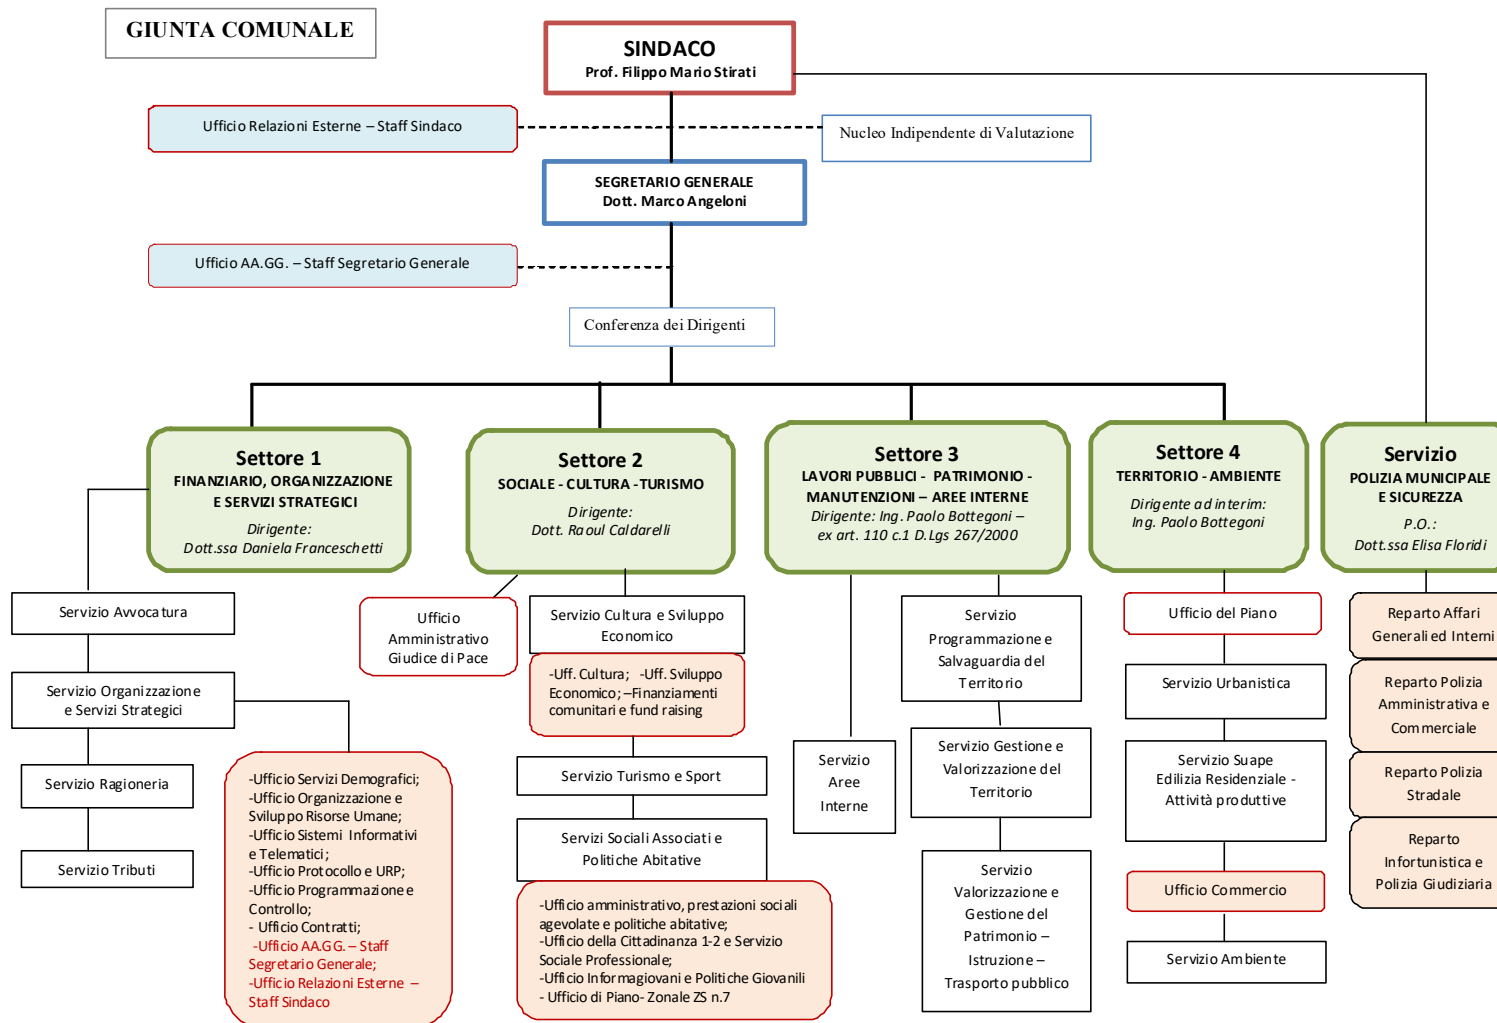 GIUNTA COMUNALE
SINDACO
Prof. Filippo Mario Stirati
Ufficio Relazioni Esterne – Staff Sindaco
Nucleo Indipendente di Valutazione
SEGRETARIO GENERALE
Dott. Marco Angeloni
Ufficio AA.GG. – Staff Segretario Generale
Conferenza dei Dirigenti
Settore 1
FINANZIARIO, ORGANIZZAZIONE
E SERVIZI STRATEGICI
Dirigente:
Dott.ssa Daniela Franceschetti
Settore 2
SOCIALE - CULTURA -TURISMO
Dirigente:
Dott. Raoul Caldarelli
Settore 3
LAVORI PUBBLICI - PATRIMONIO -
MANUTENZIONI – AREE INTERNE
Dirigente: Ing. Paolo Bottegoni –
ex art. 110 c.1 D.Lgs 267/2000
Settore 4
TERRITORIO - AMBIENTE
Dirigente ad interim:
Ing. Paolo Bottegoni
Servizio
POLIZIA MUNICIPALE
E SICUREZZA
P.O.:
Dott.ssa Elisa Floridi
Servizio Avvocatura
Servizio Organizzazione
e Servizi Strategici
Servizio Ragioneria
Servizio Tributi
-Ufficio Servizi Demografici;
-Ufficio Organizzazione e
Sviluppo Risorse Umane;
-Ufficio Sistemi Informativi
e Telematici;
-Ufficio Protocollo e URP;
-Ufficio Programmazione e
Controllo;
- Ufficio Contratti;
-Ufficio AA.GG. – Staff
Segretario Generale;
-Ufficio Relazioni Esterne –
Staff Sindaco
Ufficio
Amministrativo
Giudice di Pace
Servizio Cultura e Sviluppo
Economico
-Uff. Cultura; -Uff. Sviluppo
Economico; –Finanziamenti
comunitari e fund raising
Servizio Turismo e Sport
Servizi Sociali Associati e
Politiche Abitative
-Ufficio amministrativo, prestazioni sociali
agevolate e politiche abitative;
-Ufficio della Cittadinanza 1-2 e Servizio
Sociale Professionale;
-Ufficio Informagiovani e Politiche Giovanili
- Ufficio di Piano- Zonale ZS n.7
Servizio
Aree
Interne
Servizio
Programmazione e
Salvaguardia del
Territorio
Servizio Gestione e
Valorizzazione del
Territorio
Servizio
Valorizzazione e
Gestione del
Patrimonio –
Istruzione –
Trasporto pubblico
Ufficio del Piano
Servizio Urbanistica
Servizio Suape
Edilizia Residenziale -
Attività produttive
Ufficio Commercio
Servizio Ambiente
Reparto Affari
Generali ed Interni
Reparto Polizia
Amministrativa e
Commerciale
Reparto Polizia
Stradale
Reparto
Infortunistica e
Polizia Giudiziaria